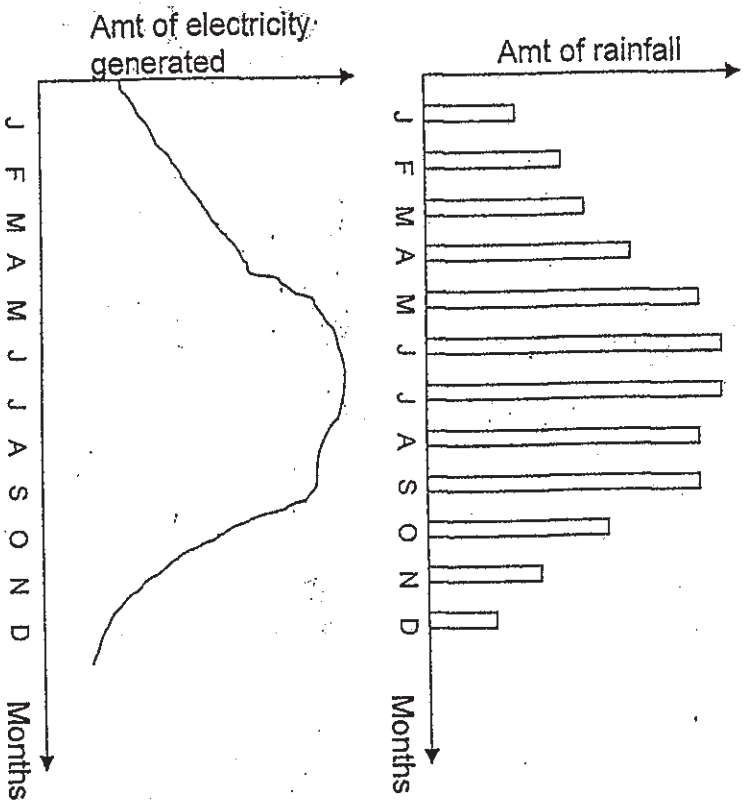 Amt of electricity
generated
J
F
M
A
M
J
J
A
S
O
N
D
Months
Amt of rainfall
J
F
M
A
M
J
J
A
S
O
N
D
Months